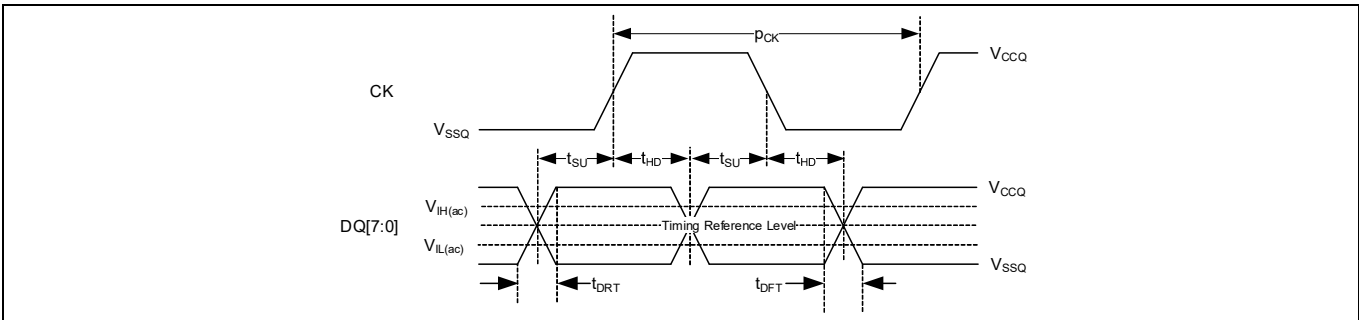 pCK
VCCQ
CK
VSSQ
tSU tHD tSU tHD
VCCQ
VIH(ac)
DQ[7:0] Timing Reference Level
VIL(ac)
VSSQ
tDRT tDFT